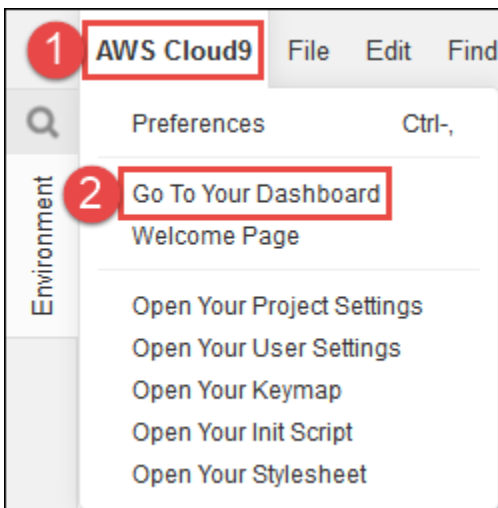 1 AWS Cloud9 File Edit Find
Preferences Ctrl-,
2 Go To Your Dashboard
Welcome Page
Environment
Open Your Project Settings
Open Your User Settings
Open Your Keymap
Open Your Init Script
Open Your Stylesheet